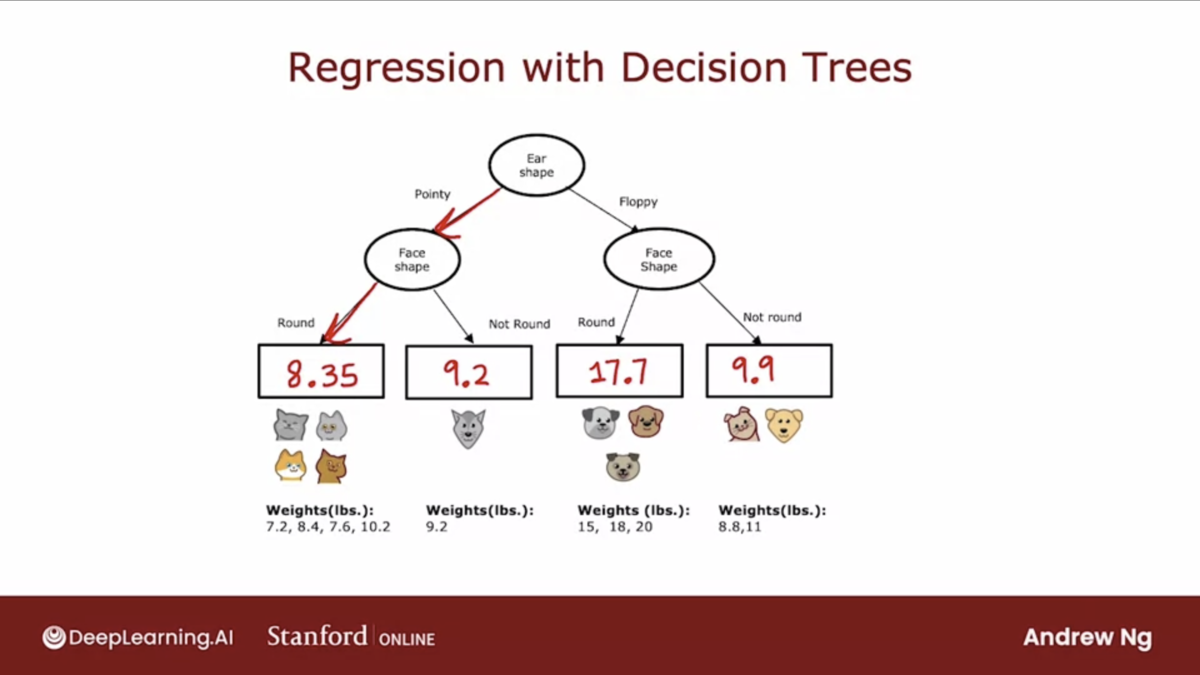 Regression with Decision Trees
Ear
shape
Pointy
Floppy
Face
shape
Face
Shape
Round
Not Round
Round
Not round
8.35
9.2
17.7
9.9
Weights(lbs.):
7.2, 8.4, 7.6, 10.2
Weights(lbs.):
9.2
Weights (lbs.):
15, 18, 20
Weights(lbs.):
8.8,11
DeepLearning.AI
Stanford ONLINE
Andrew Ng